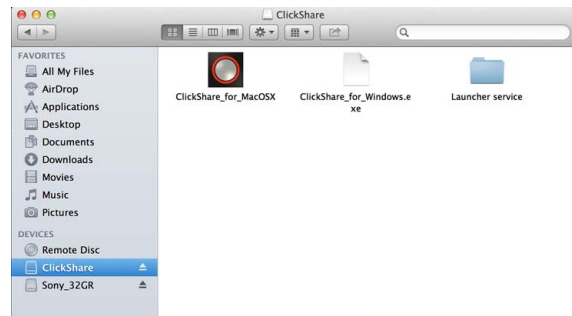 ClickShare
FAVORITES
All My Files
AirDrop
Applications
Desktop
Documents
Downloads
Movies
Music
Pictures
DEVICES
Remote Disc
ClickShare
Sony_32GR
ClickShare_for_MacOSX
ClickShare_for_Windows.e
xe
Launcher service